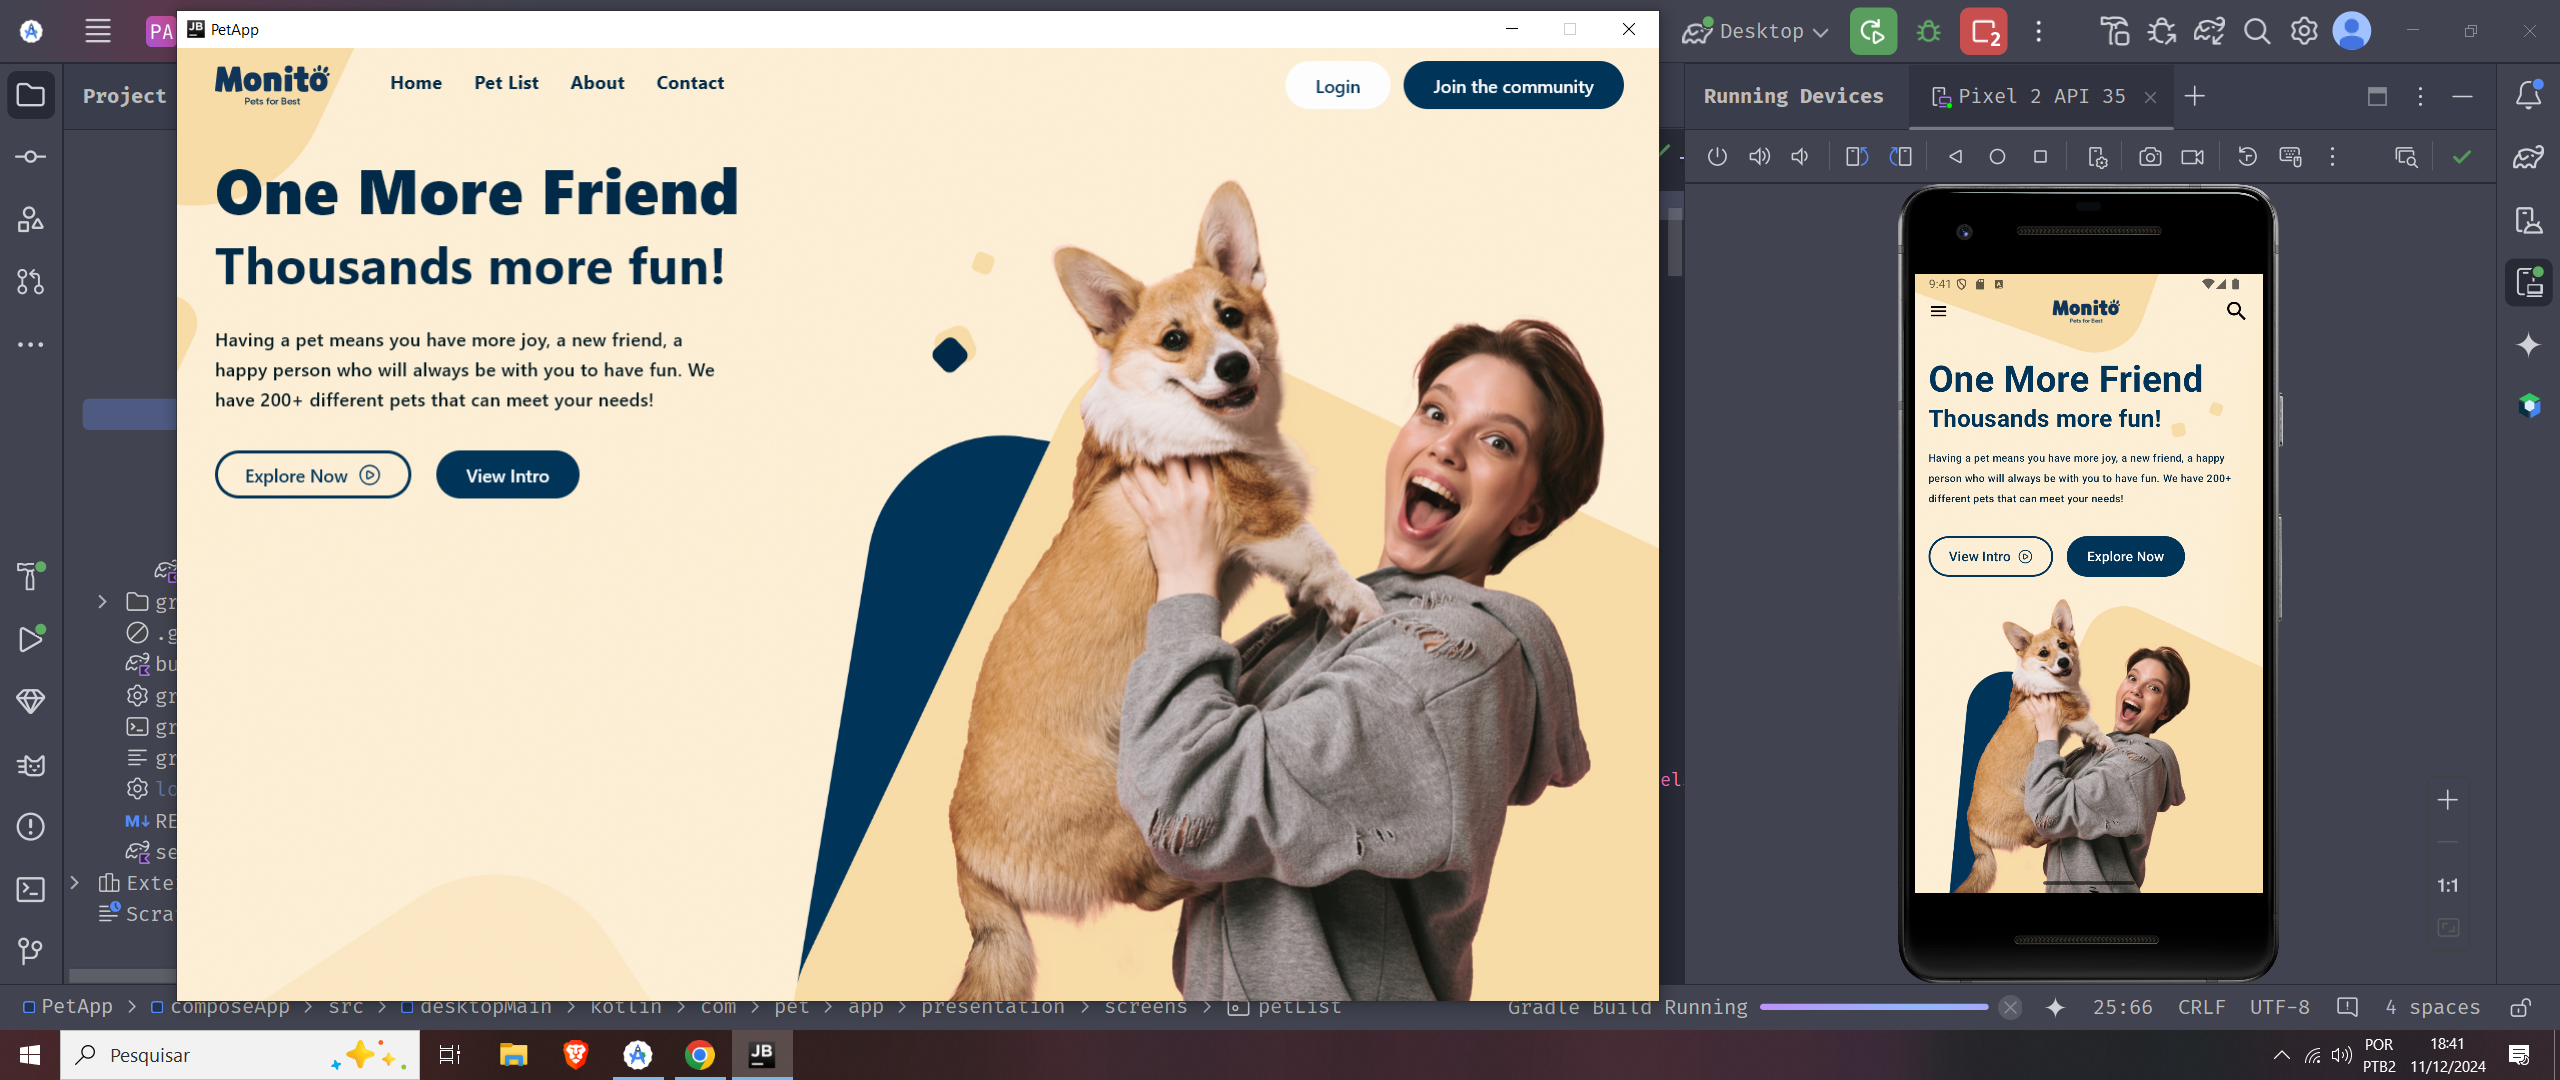 PA
PetApp
Desktop
2
Project
Monito
Pets for Best
Home
Pet List
About
Contact
Login
Join the community
One More Friend
Thousands more fun!
Having a pet means you have more joy, a new friend, a
happy person who will always be with you to have fun. We
have 200+ different pets that can meet your needs!
Explore Now
View Intro
gr
.g
bu
gr
gr
gr
lo
M↓ RE
se
Exte
Scra
el
Running Devices
Pixel 2 API 35
9:41
Monito
Pets for Best
One More Friend
Thousands more fun!
Having a pet means you have more joy, a new friend, a happy
person who will always be with you to have fun. We have 200+
different pets that can meet your needs!
View Intro
Explore Now
1:1
PetApp > composeApp > src > desktopMain > kotlin > com > pet > app > presentation > screens > petList
Gradle Build Running
25:66
CRLF
UTF-8
4 spaces
Pesquisar
JB
POR
PTB2
18:41
11/12/2024